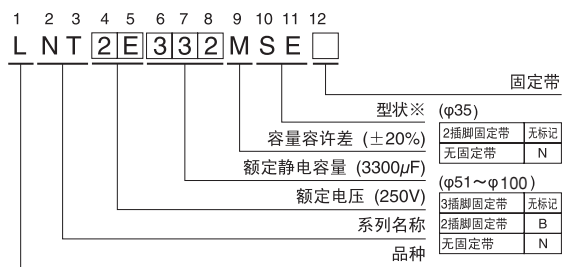 1 2 3 4 5 6 7 8 9 10 11 12
L N T 2 E 3 3 2 M S E □
固定带
型状※ (φ35)
2插脚固定带 无标记
无固定带 N
容量容许差 (±20%)
额定静电容量 (3300μF)
额定电压 (250V)
系列名称
品种
(φ51～φ100)
3插脚固定带 无标记
2插脚固定带 B
无固定带 N